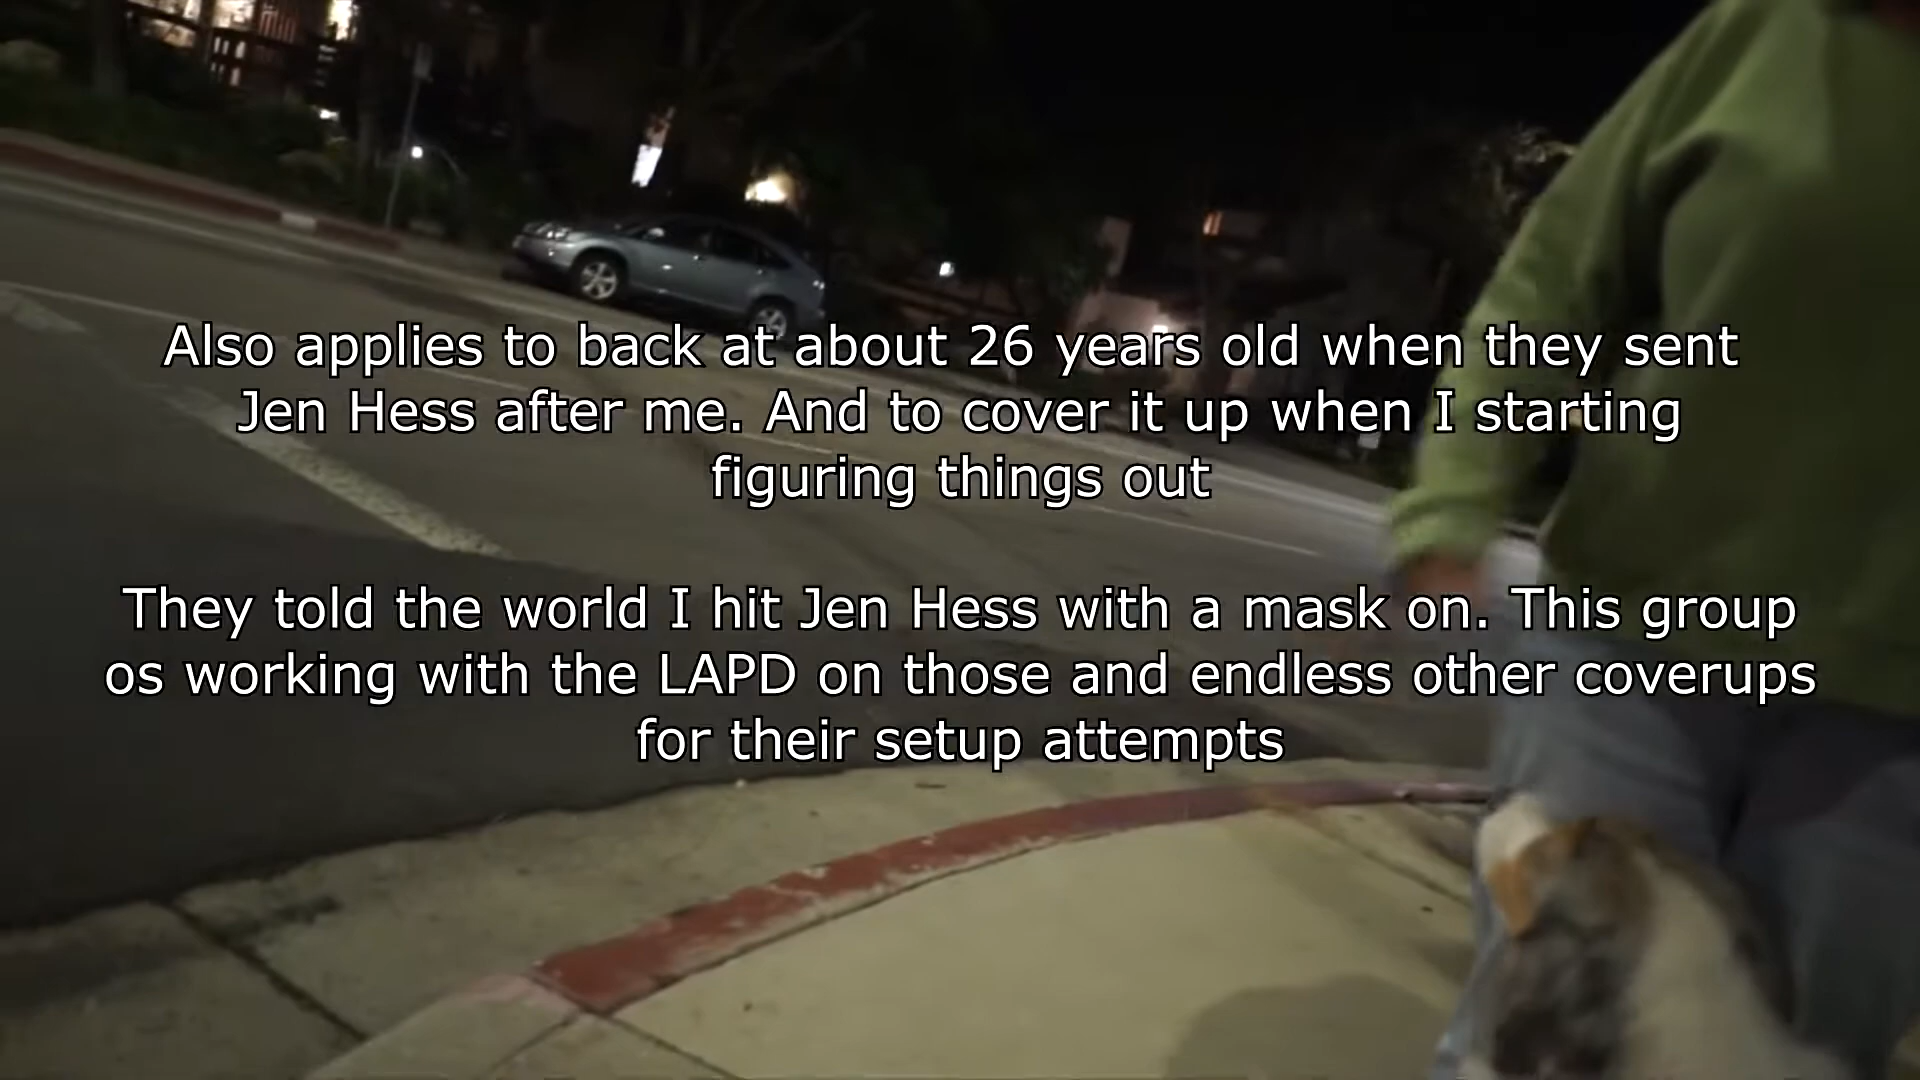 Also applies to back at about 26 years old when they sent
Jen Hess after me. And to cover it up when I starting
figuring things out
They told the world I hit Jen Hess with a mask on. This group
os working with the LAPD on those and endless other coverups
for their setup attempts